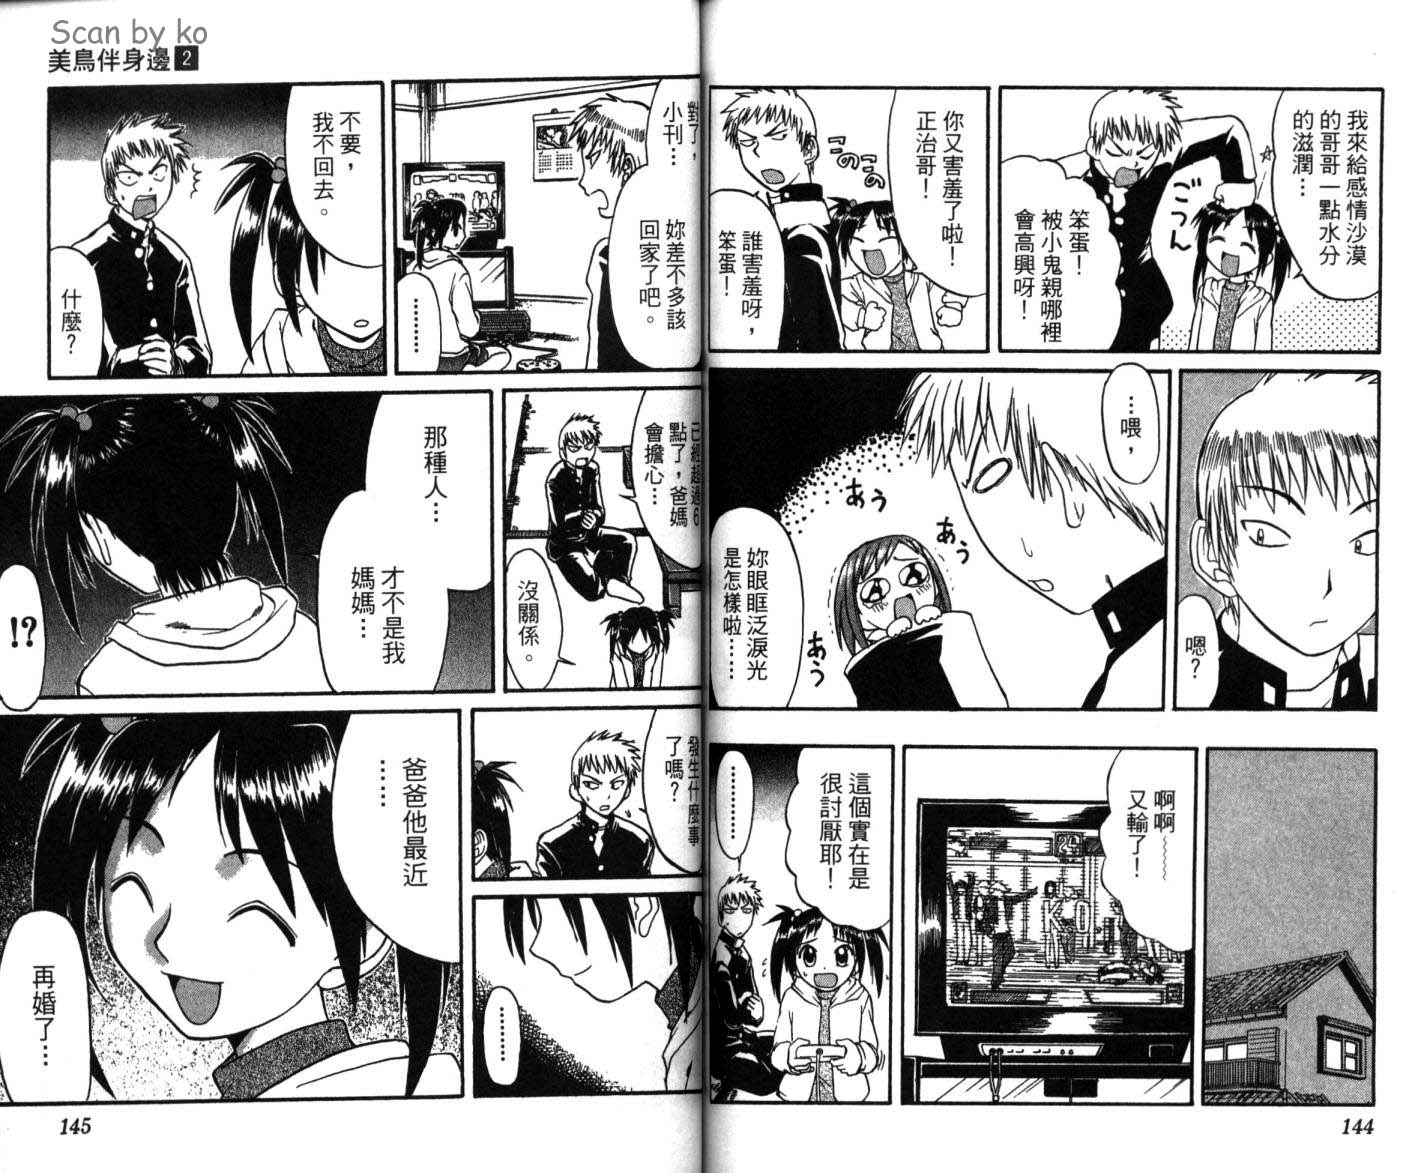 Scan by ko
美鳥伴身邊2
我來給感情沙漠
的哥哥一點水分
的滋潤…
ごつん
笨蛋！
被小鬼親哪裡
會高興呀！
你又害羞了啦！
正治哥！
このこの
誰害羞呀，
笨蛋！
嗯？
…喂，
あぅ
あぅ
あぅ
妳眼眶泛淚光
是怎樣啦……
啊啊〰〰
又輸了！
24
K.O
這個實在是
很討厭耶！
………
144
對了，
小刊…
妳差不多該
回家了吧。
………
不要，
我不回去。
什麼？
已經超過6
點了，爸媽
會擔心…
沒關係。
那種人…
才不是我
媽媽…
!?
發生什麼事
了嗎？
………
爸爸他最近
……
再婚了…
145